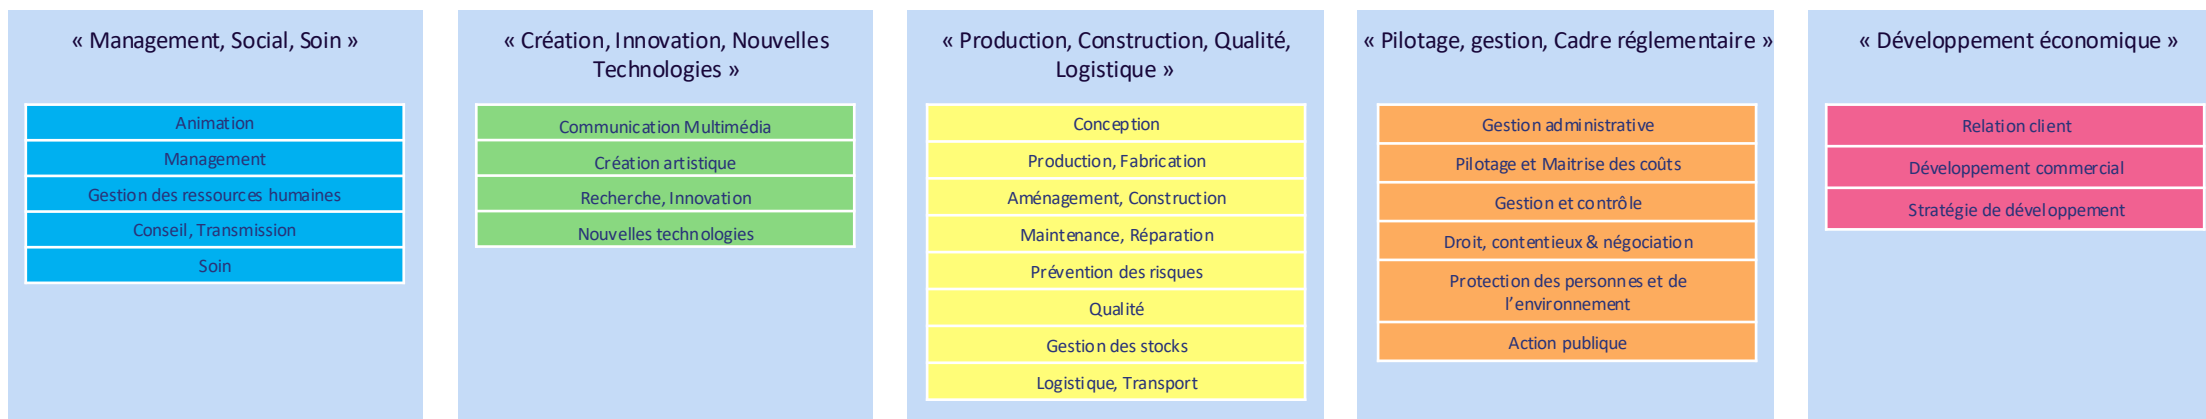 « Management, Social, Soin »
Animation
Management
Gestion des ressources humaines
Conseil, Transmission
Soin
« Création, Innovation, Nouvelles
Technologies »
Communication Multimédia
Création artistique
Recherche, Innovation
Nouvelles technologies
« Production, Construction, Qualité,
Logistique »
Conception
Production, Fabrication
Aménagement, Construction
Maintenance, Réparation
Prévention des risques
Qualité
Gestion des stocks
Logistique, Transport
« Pilotage, gestion, Cadre réglementaire »
Gestion administrative
Pilotage et Maitrise des coûts
Gestion et contrôle
Droit, contentieux & négociation
Protection des personnes et de
l’environnement
Action publique
« Développement économique »
Relation client
Développement commercial
Stratégie de développement